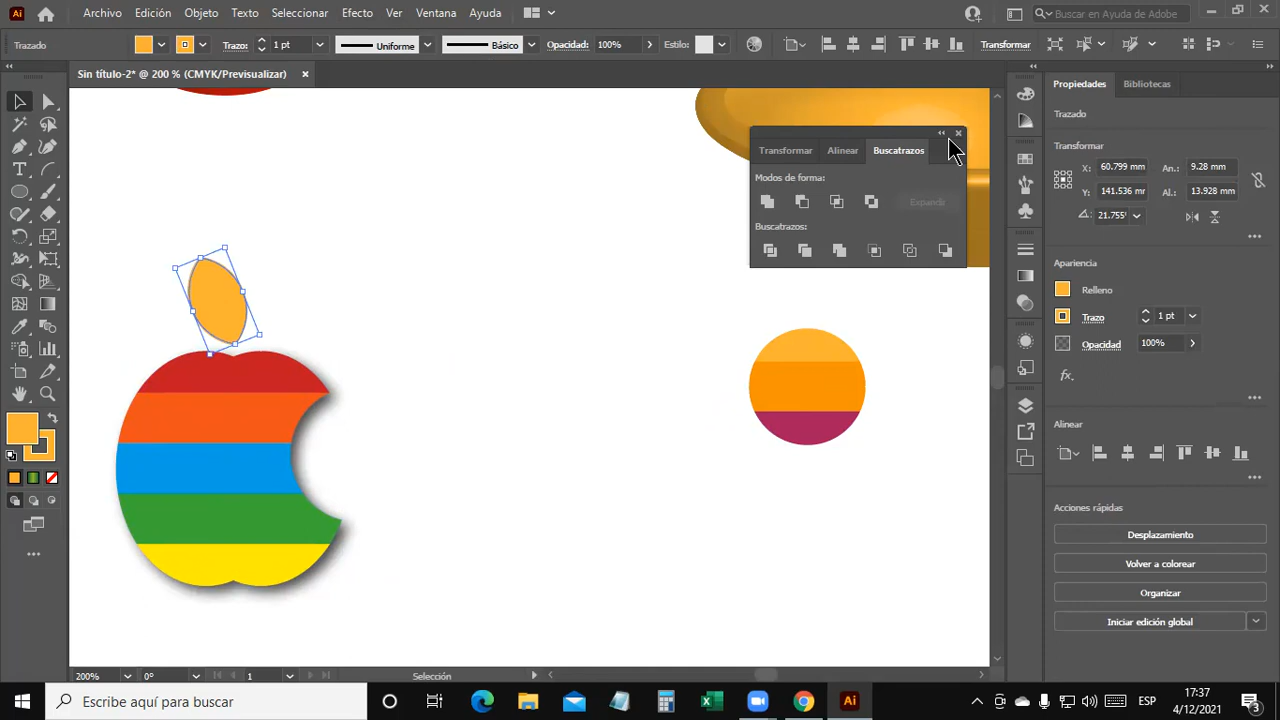 Ai
Archivo Edición Objeto Texto Seleccionar Efecto Ver Ventana Ayuda
Buscar en Ayuda de Adobe
Trazado
Trazo: 1 pt
Uniforme
Básico
Opacidad: 100%
Estilo:
Transformar
Sin título-2* @ 200 % (CMYK/Previsualizar)
Transformar Alinear Buscatrazos
Modos de forma:
Expandir
Buscatrazos:
Propiedades Bibliotecas
Trazado
Transformar
X: 60.799 mm An.: 9.28 mm
Y: 141.536 mm Al.: 13.928 mm
21.755°
Apariencia
Relleno
Trazo 1 pt
Opacidad 100%
fx.
Alinear
Acciones rápidas
Desplazamiento
Volver a colorear
Organizar
Iniciar edición global
200% 0° 1 Selección
Escribe aquí para buscar
Ai
ESP
17:37
4/12/2021
3